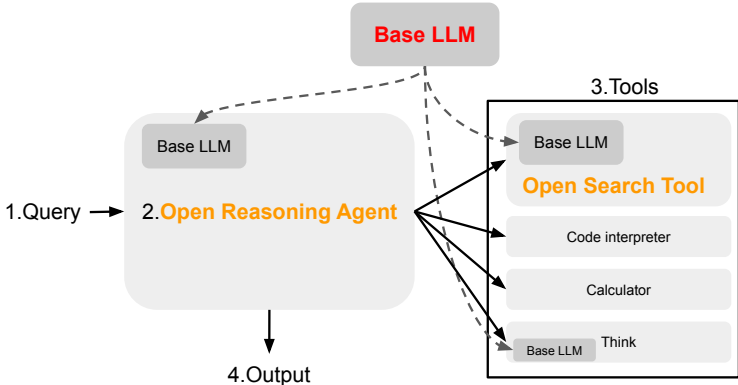 Base LLM
3.Tools
Base LLM
Base LLM
Open Search Tool
1.Query
2.Open Reasoning Agent
Code interpreter
Calculator
Think
Base LLM
4.Output